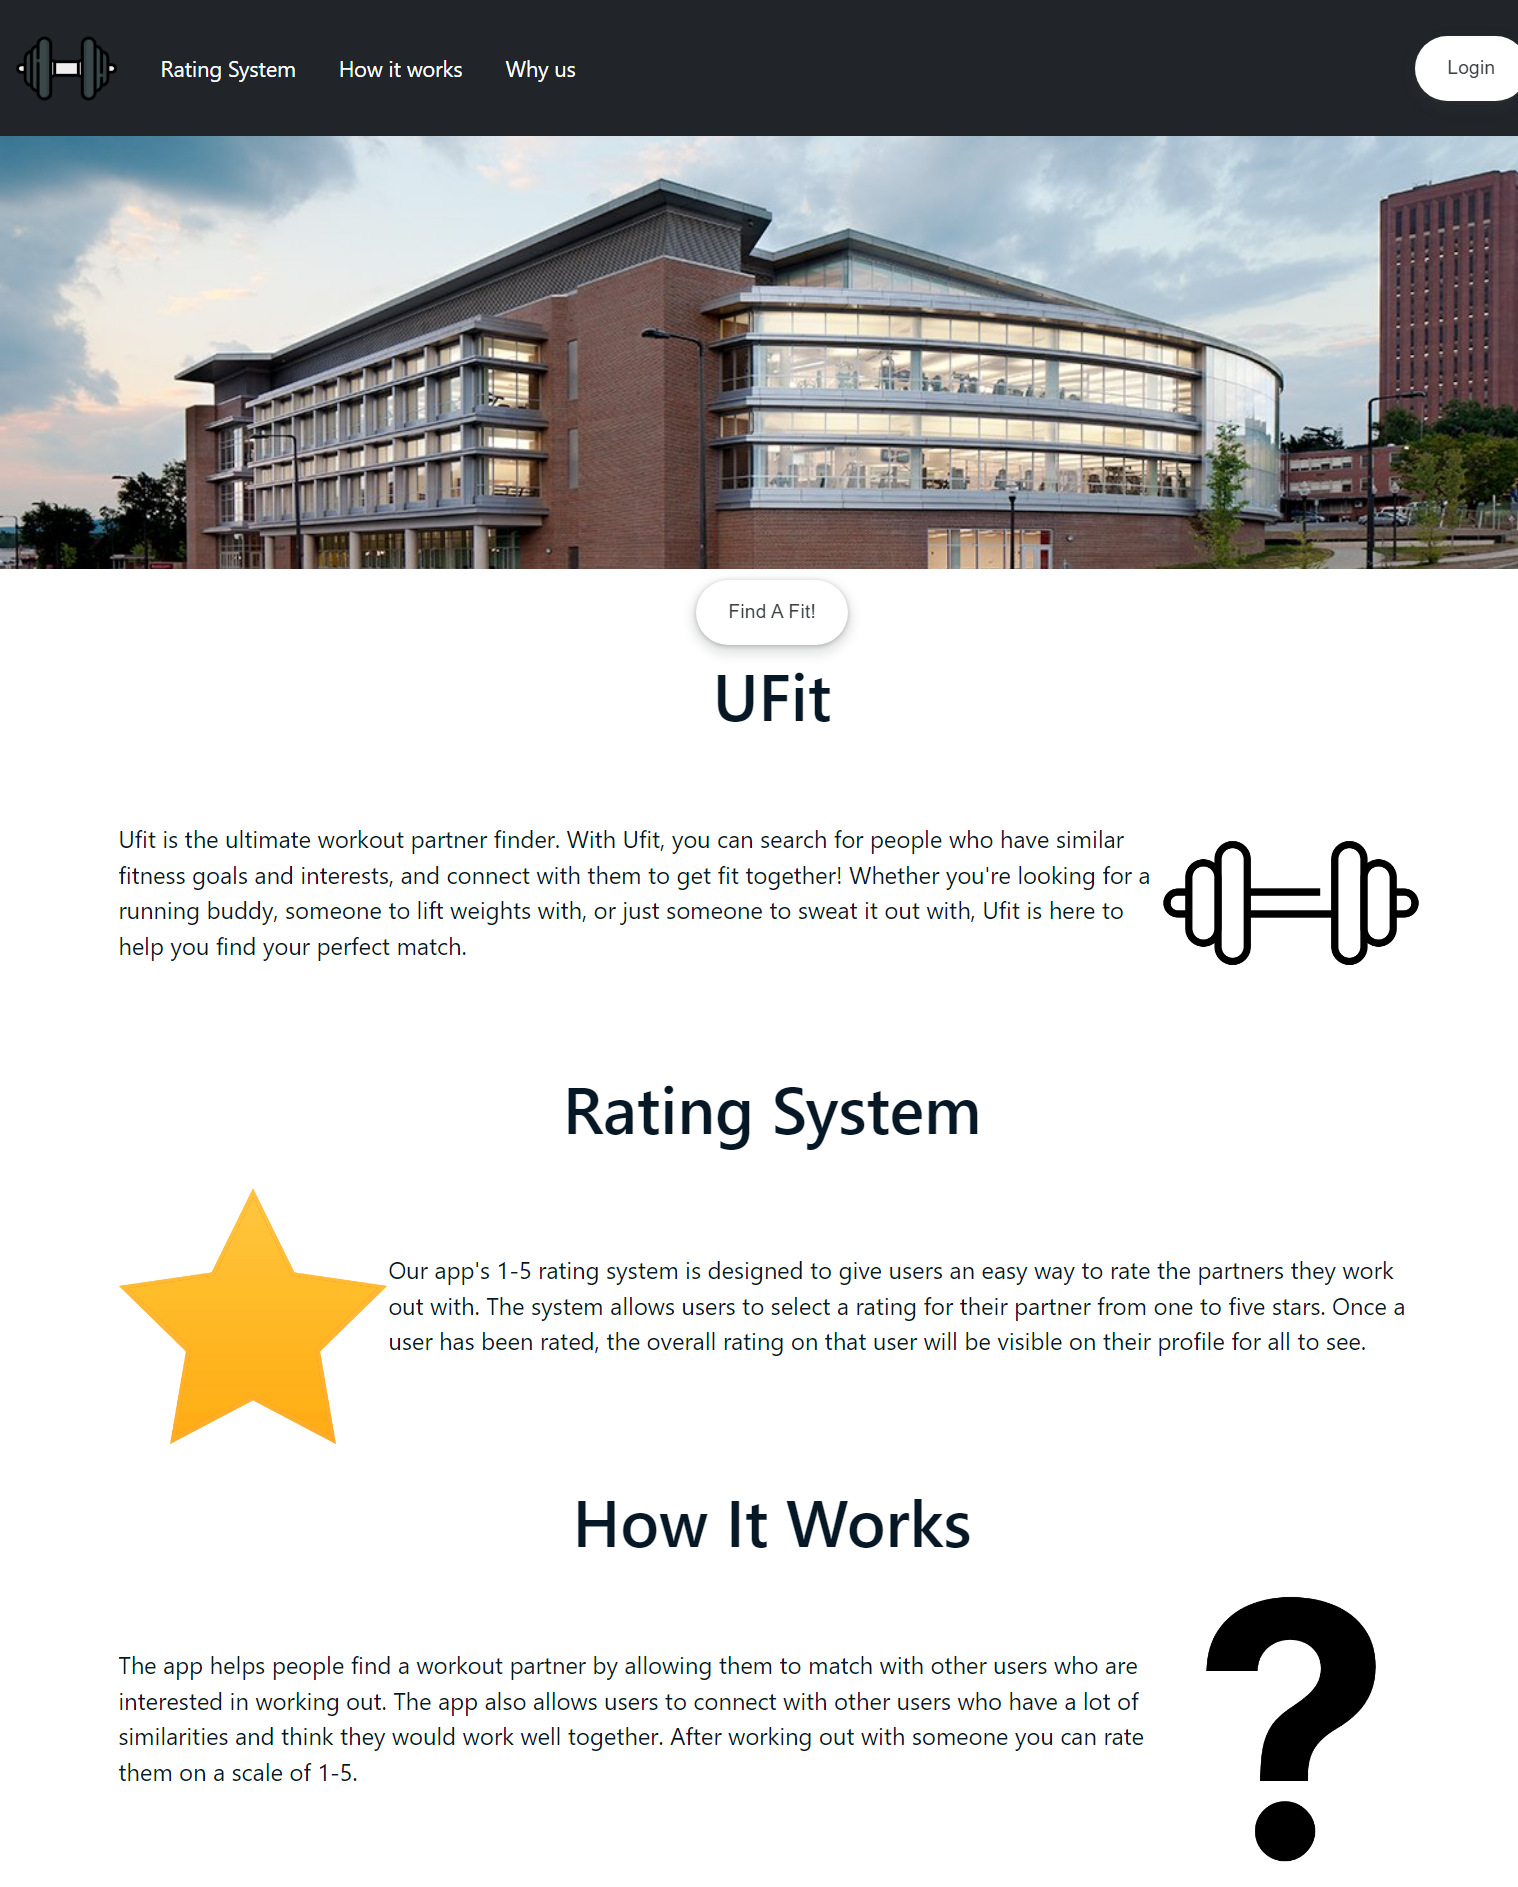 Rating System
How it works
Why us
Login
Find A Fit!
UFit
Ufit is the ultimate workout partner finder. With Ufit, you can search for people who have similar
fitness goals and interests, and connect with them to get fit together! Whether you're looking for a
running buddy, someone to lift weights with, or just someone to sweat it out with, Ufit is here to
help you find your perfect match.
Rating System
Our app's 1-5 rating system is designed to give users an easy way to rate the partners they work
out with. The system allows users to select a rating for their partner from one to five stars. Once a
user has been rated, the overall rating on that user will be visible on their profile for all to see.
How It Works
The app helps people find a workout partner by allowing them to match with other users who are
interested in working out. The app also allows users to connect with other users who have a lot of
similarities and think they would work well together. After working out with someone you can rate
them on a scale of 1-5.
?